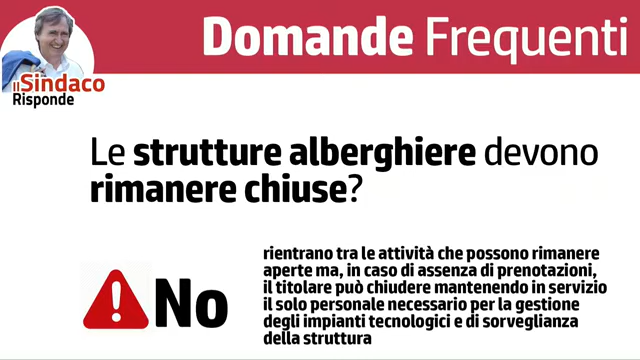 Domande Frequenti
Il Sindaco
Risponde
Le strutture alberghiere devono
rimanere chiuse?
No
rientrano tra le attività che possono rimanere
aperte ma, in caso di assenza di prenotazioni,
il titolare può chiudere mantenendo in servizio
il solo personale necessario per la gestione
degli impianti tecnologici e di sorveglianza
della struttura